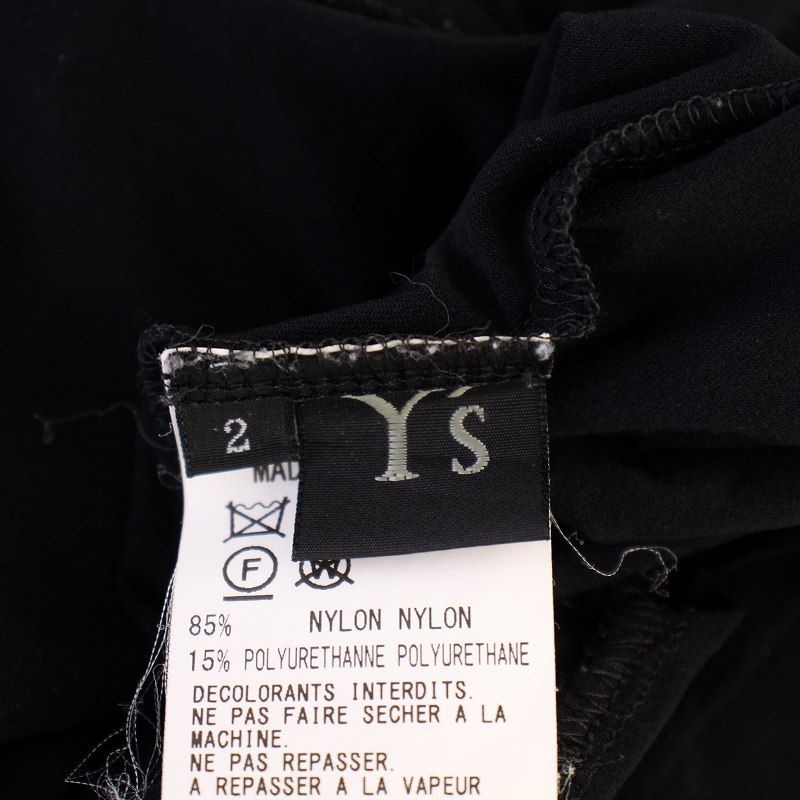 2
Y's
MAD
F
W
85% NYLON NYLON
15% POLYURETHANNE POLYURETHANE
DECOLORANTS INTERDITS.
NE PAS FAIRE SECHER A LA
MACHINE.
NE PAS REPASSER.
A REPASSER A LA VAPEUR